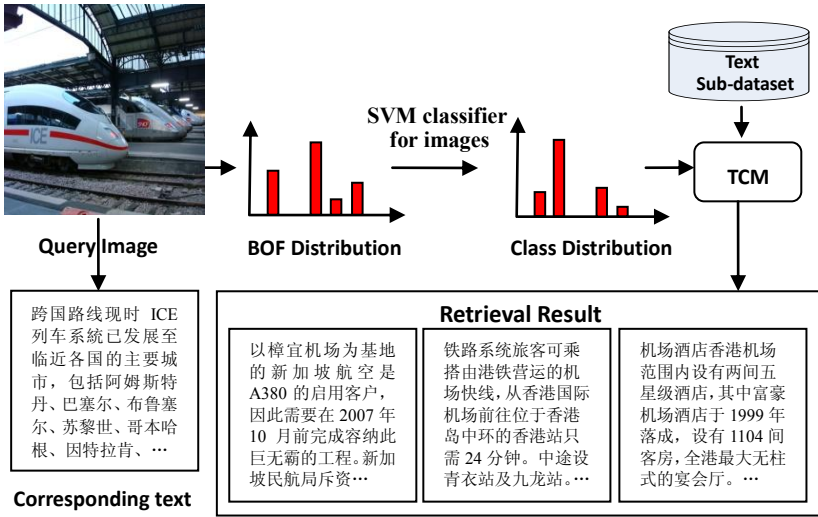 ICE
Text
Sub-dataset
SVM classifier
for images
TCM
Query Image
BOF Distribution
Class Distribution
跨国路线现时 ICE
列车系統已发展至
临近各国的主要城
市，包括阿姆斯特
丹、巴塞尔、布鲁塞
尔、苏黎世、哥本哈
根、因特拉肯、…
Corresponding text
Retrieval Result
以樟宜机场为基地
的新加坡航空是
A380 的启用客户，
因此需要在 2007 年
10 月前完成容纳此
巨无霸的工程。新加
坡民航局斥资…
铁路系统旅客可乘
搭由港铁营运的机
场快线，从香港国际
机场前往位于香港
岛中环的香港站只
需 24 分钟。中途设
青衣站及九龙站。…
机场酒店香港机场
范围内设有两间五
星级酒店，其中富豪
机场酒店于 1999 年
落成，设有 1104 间
客房，全港最大无柱
式的宴会厅。…